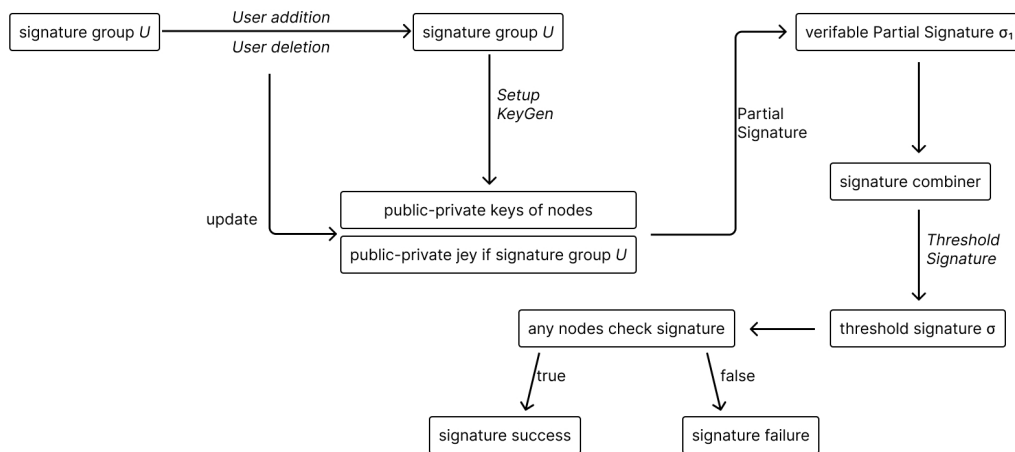 signature group U
User addition
User deletion
signature group U
verifable Partial Signature σ₁
Setup
KeyGen
Partial
Signature
signature combiner
update
public-private keys of nodes
public-private jey if signature group U
Threshold
Signature
any nodes check signature
threshold signature σ
true
false
signature success
signature failure